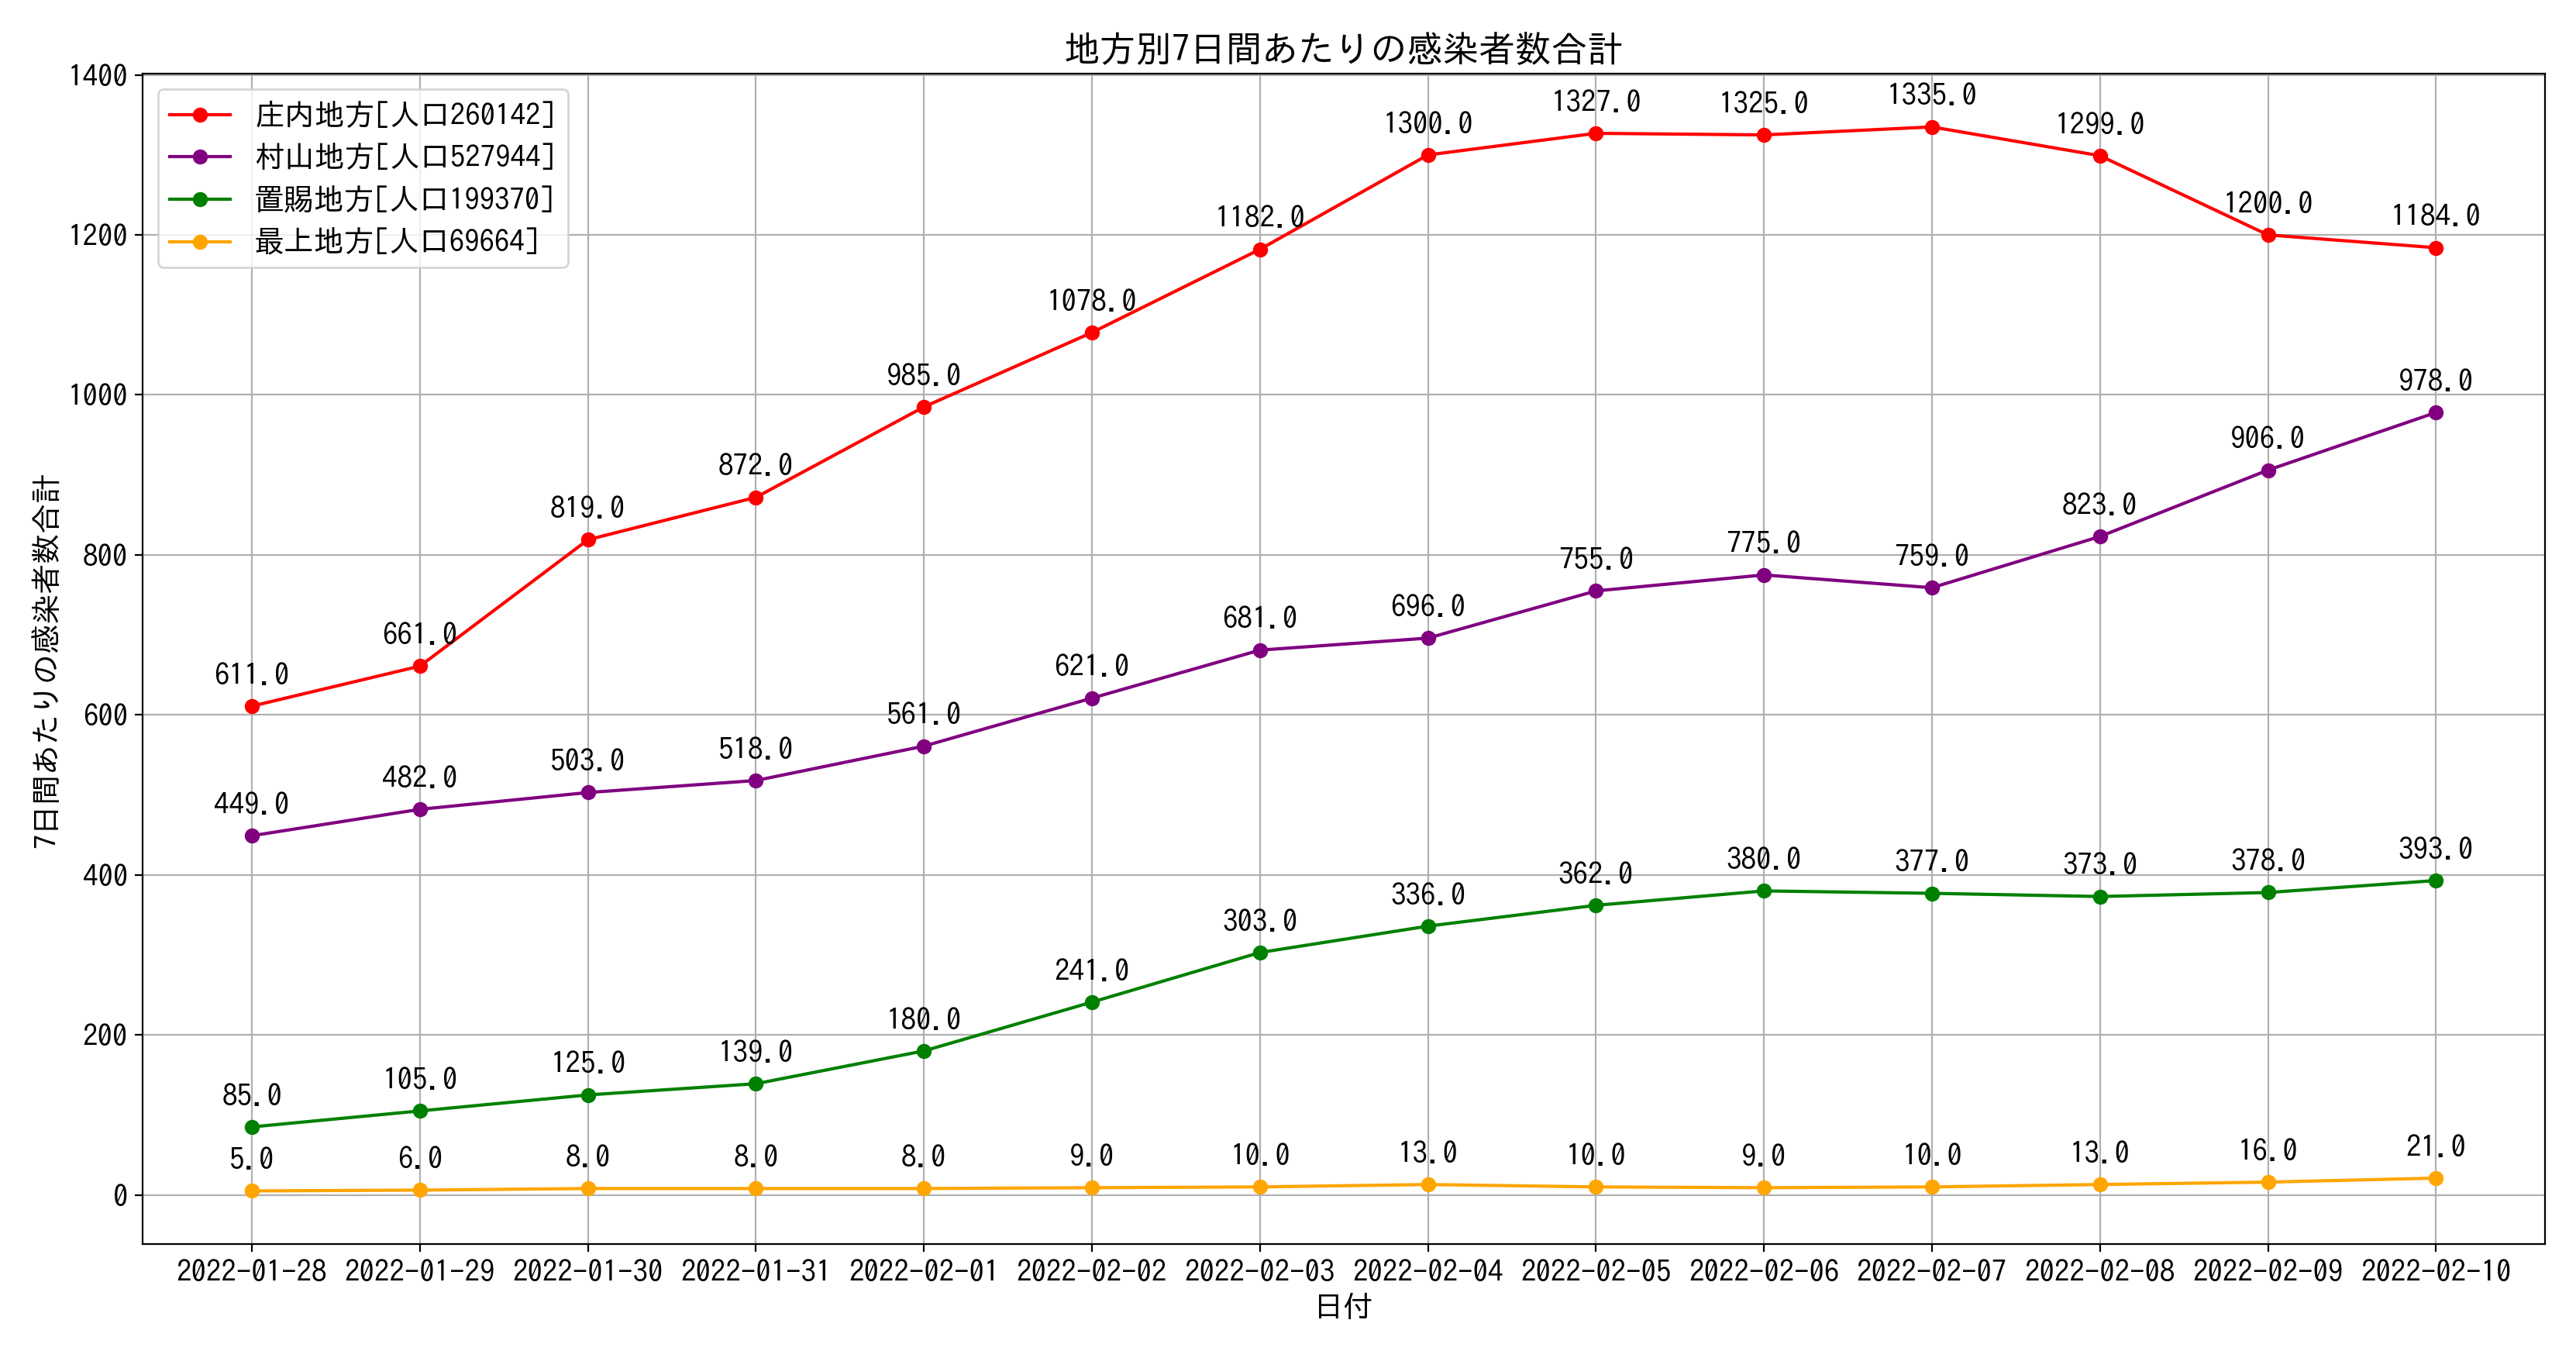 地方別7日間あたりの感染者数合計
庄内地方[人口260142]
村山地方[人口527944]
置賜地方[人口199370]
最上地方[人口69664]
7日間あたりの感染者数合計
1400
1200
1000
800
600
400
200
0
611.0 661.0 819.0 872.0 985.0 1078.0 1182.0 1300.0 1327.0 1325.0 1335.0 1299.0 1200.0 1184.0
449.0 482.0 503.0 518.0 561.0 621.0 681.0 696.0 755.0 775.0 759.0 823.0 906.0 978.0
85.0 105.0 125.0 139.0 180.0 241.0 303.0 336.0 362.0 380.0 377.0 373.0 378.0 393.0
5.0 6.0 8.0 8.0 8.0 9.0 10.0 13.0 10.0 9.0 10.0 13.0 16.0 21.0
2022-01-28 2022-01-29 2022-01-30 2022-01-31 2022-02-01 2022-02-02 2022-02-03 2022-02-04 2022-02-05 2022-02-06 2022-02-07 2022-02-08 2022-02-09 2022-02-10
日付